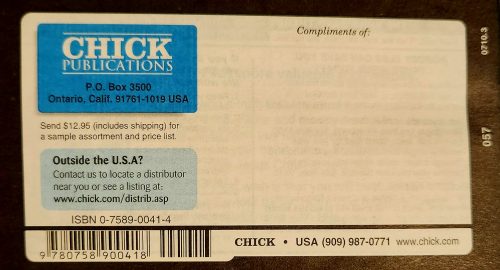 CHICK
PUBLICATIONS
P.O. Box 3500
Ontario, Calif. 91761-1019 USA
Send $12.95 (includes shipping) for
a sample assortment and price list.
Outside the U.S.A?
Contact us to locate a distributor
near you or see a listing at:
www.chick.com/distrib.asp
ISBN 0-7589-0041-4
9 780758 900418
Compliments of:
CHICK • USA (909) 987-0771 www.chick.com
0710.3
057